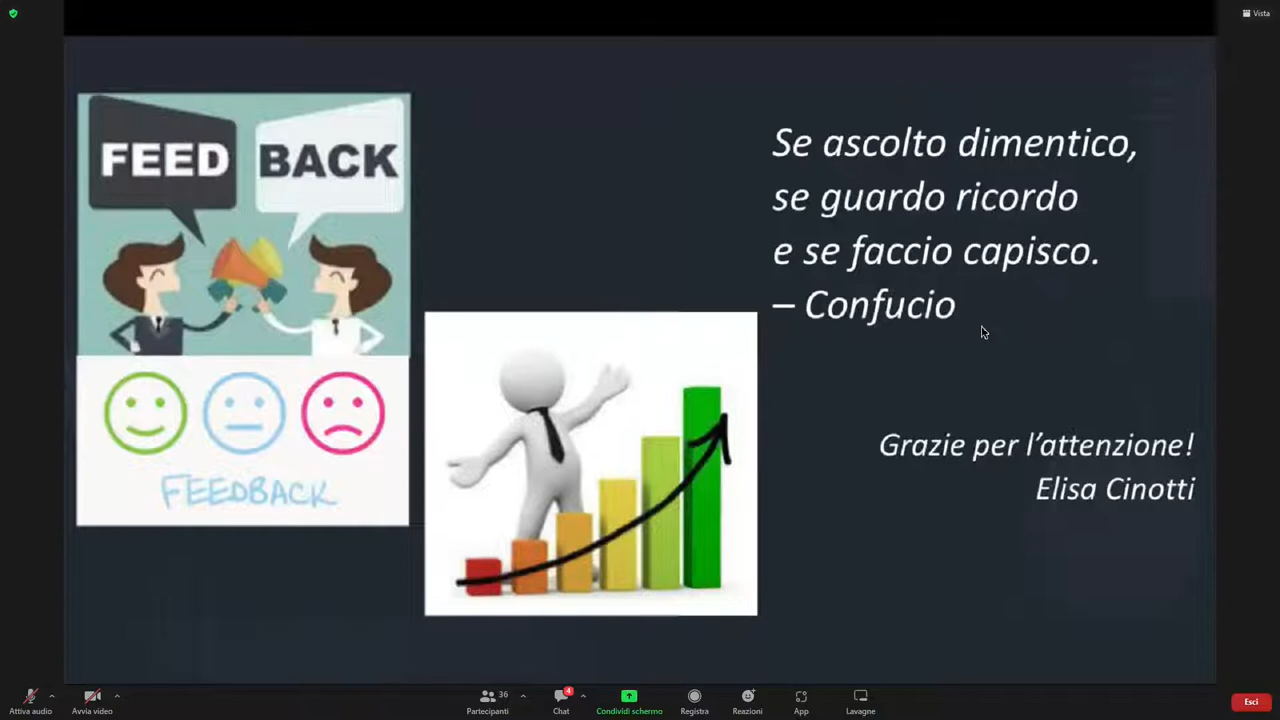 Vista
FEED BACK
FEEDBACK
Se ascolto dimentico,
se guardo ricordo
e se faccio capisco.
– Confucio
Grazie per l’attenzione!
Elisa Cinotti
Attiva audio
Avvia video
36
Partecipanti
4
Chat
Condividi schermo
Registra
Reazioni
App
Lavagne
Esci